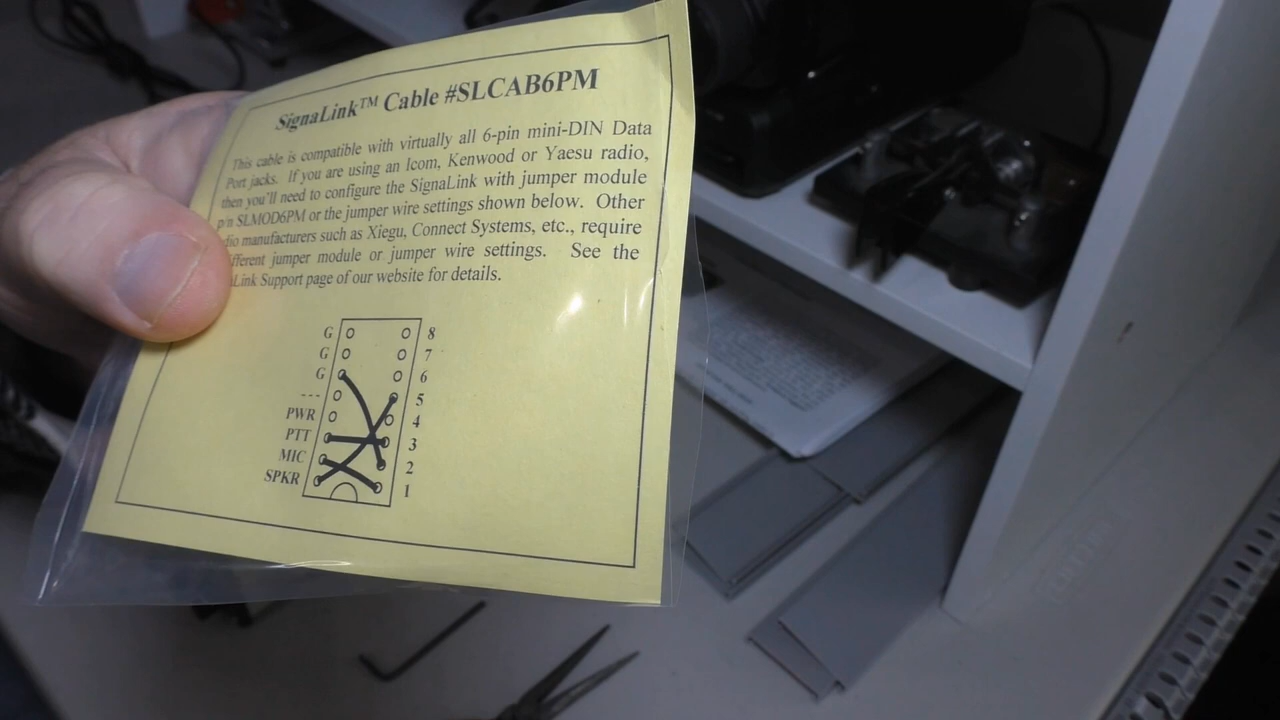 SignaLink™ Cable #SLCAB6PM
This cable is compatible with virtually all 6-pin mini-DIN Data
Port jacks. If you are using an Icom, Kenwood or Yaesu radio,
then you'll need to configure the SignaLink with jumper module
p/n SLMOD6PM or the jumper wire settings shown below. Other
dio manufacturers such as Xiegu, Connect Systems, etc., require
fferent jumper module or jumper wire settings. See the
aLink Support page of our website for details.
G 8
G 7
G 6
--- 5
PWR 4
PTT 3
MIC 2
SPKR 1